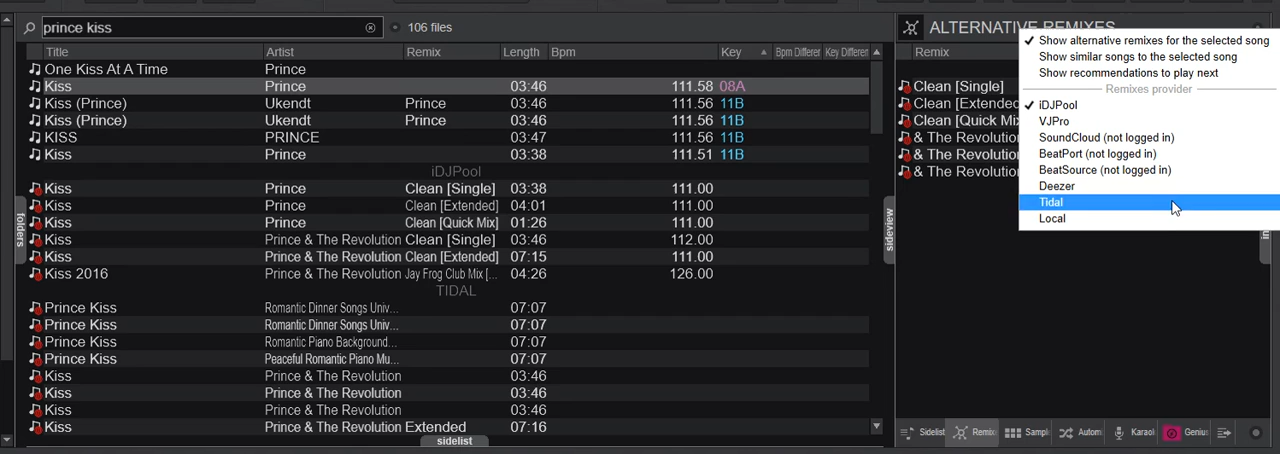 prince kiss
106 files
Title Artist Remix Length Bpm Key Bpm Differer Key Differen
One Kiss At A Time Prince
Kiss Prince 03:46 111.58 08A
Kiss (Prince) Ukendt Prince 03:46 111.56 11B
Kiss (Prince) Ukendt Prince 03:46 111.56 11B
KISS PRINCE 03:47 111.56 11B
Kiss Prince 03:38 111.51 11B
iDJPool
Kiss Prince Clean [Single] 03:38 111.00
Kiss Prince Clean [Extended] 04:01 111.00
Kiss Prince Clean [Quick Mix] 01:26 111.00
Kiss Prince & The Revolution Clean [Single] 03:46 112.00
Kiss Prince & The Revolution Clean [Extended] 07:15 111.00
Kiss 2016 Prince & The Revolution Jay Frog Club Mix [... 04:26 126.00
TIDAL
Prince Kiss Romantic Dinner Songs Univ... 07:07
Prince Kiss Romantic Dinner Songs Univ... 07:07
Prince Kiss Romantic Piano Background... 07:07
Prince Kiss Peaceful Romantic Piano Mu... 07:07
Kiss Prince & The Revolution 03:46
Kiss Prince & The Revolution 03:46
Kiss Prince & The Revolution 03:46
Kiss Prince & The Revolution Extended 07:16
folders
sidelist
sideview
ALTERNATIVE REMIXES
Remix
Clean [Single]
Clean [Extended
Clean [Quick Mix
& The Revolution
& The Revolution
& The Revolution
Show alternative remixes for the selected song
Show similar songs to the selected song
Show recommendations to play next
Remixes provider
iDJPool
VJPro
SoundCloud (not logged in)
BeatPort (not logged in)
BeatSource (not logged in)
Deezer
Tidal
Local
in
Sidelist Remix Sampl Autom Karaol Genius